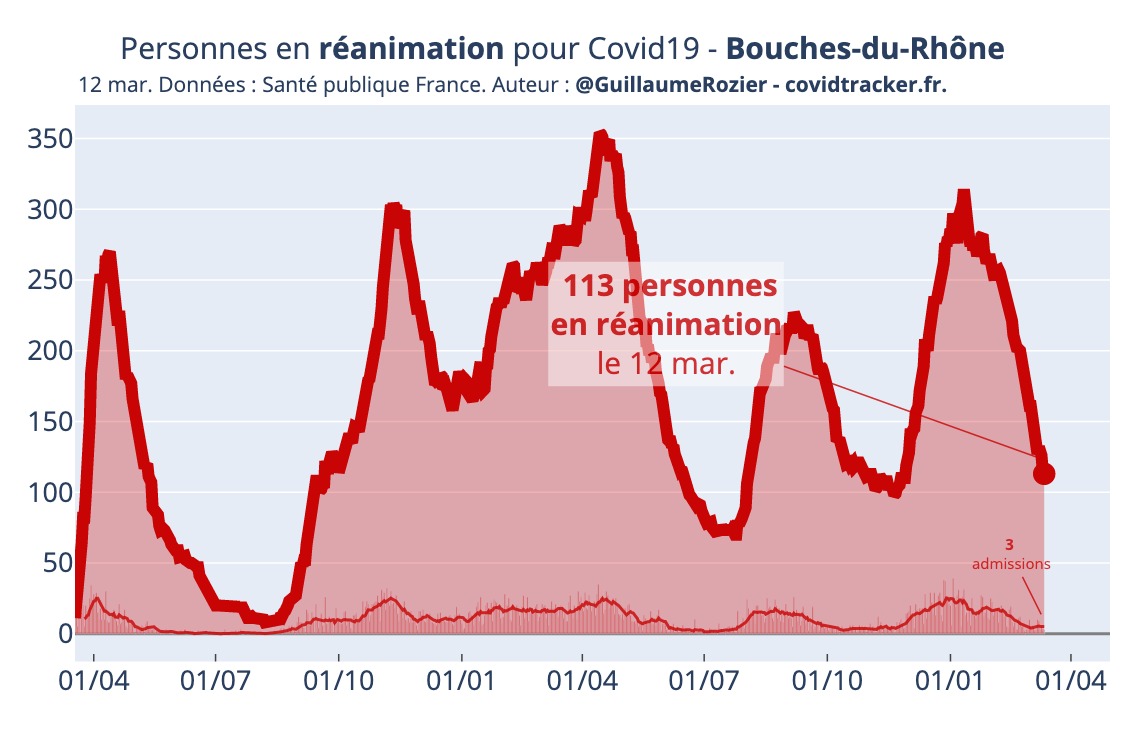 Personnes en réanimation pour Covid19 - Bouches-du-Rhône
12 mar. Données : Santé publique France. Auteur : @GuillaumeRozier - covidtracker.fr.
350
300
250
200
150
100
50
0
113 personnes
en réanimation
le 12 mar.
3
admissions
01/04 01/07 01/10 01/01 01/04 01/07 01/10 01/01 01/04